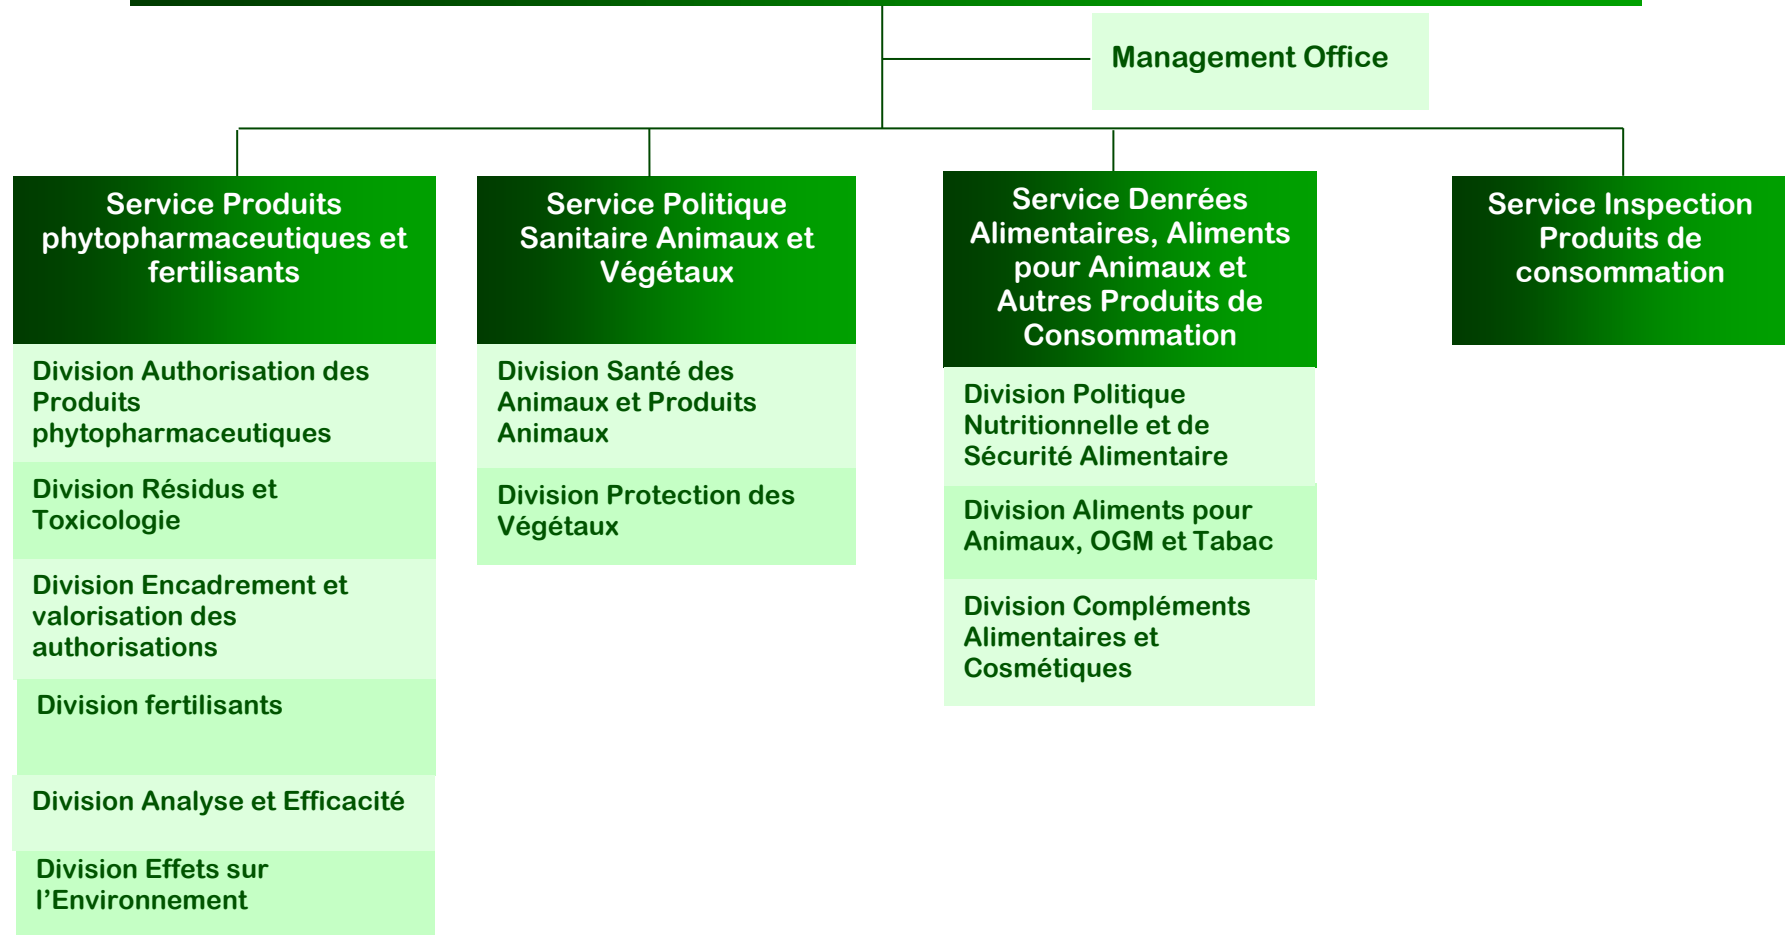 Management Office
Service Produits
phytopharmaceutiques et
fertilisants
Division Authorisation des
Produits
phytopharmaceutiques
Division Résidus et
Toxicologie
Division Encadrement et
valorisation des
authorisations
Division fertilisants
Division Analyse et Efficacité
Division Effets sur
l’Environnement
Service Politique
Sanitaire Animaux et
Végétaux
Division Santé des
Animaux et Produits
Animaux
Division Protection des
Végétaux
Service Denrées
Alimentaires, Aliments
pour Animaux et
Autres Produits de
Consommation
Division Politique
Nutritionnelle et de
Sécurité Alimentaire
Division Aliments pour
Animaux, OGM et Tabac
Division Compléments
Alimentaires et
Cosmétiques
Service Inspection
Produits de
consommation